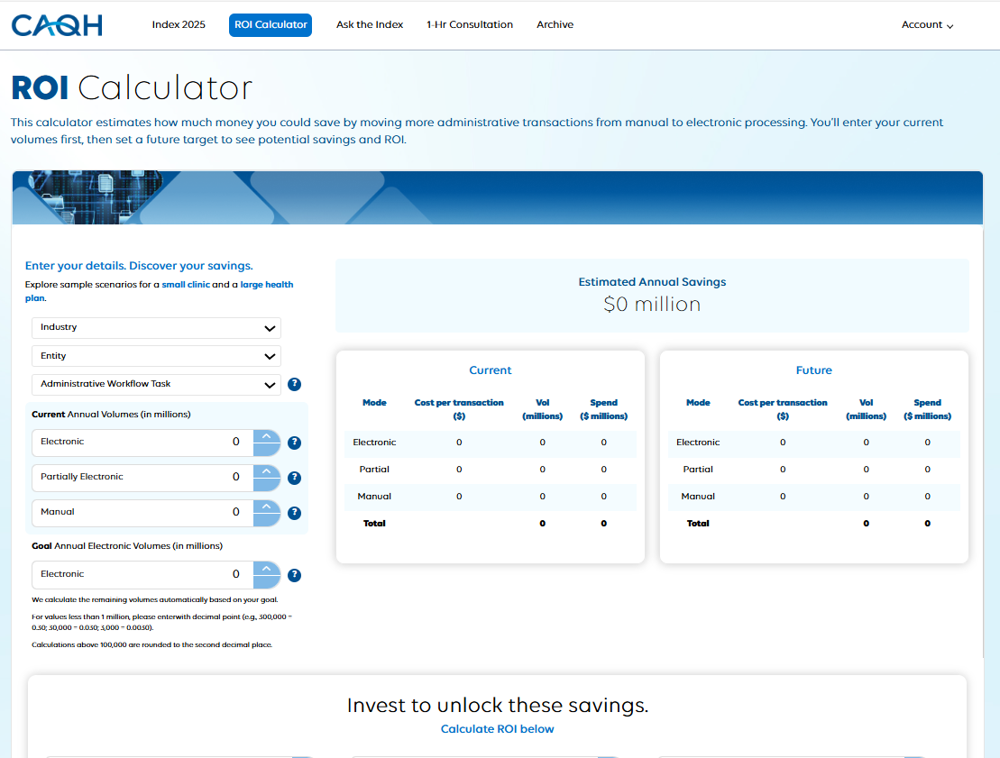 CAQH
Index 2025
ROI Calculator
Ask the Index
1-Hr Consultation
Archive
Account
ROI Calculator
This calculator estimates how much money you could save by moving more administrative transactions from manual to electronic processing. You'll enter your current
volumes first, then set a future target to see potential savings and ROI.
Enter your details. Discover your savings.
Explore sample scenarios for a small clinic and a large health
plan.
Industry
Entity
Administrative Workflow Task
?
Current Annual Volumes (in millions)
Electronic 0
?
Partially Electronic 0
?
Manual 0
?
Goal Annual Electronic Volumes (in millions)
Electronic 0
?
We calculate the remaining volumes automatically based on your goal.
For values less than 1 million, please enterwith decimal point (e.g., 300,000 =
0.30; 30,000 = 0.030; 3,000 = 0.0030).
Calculations above 100,000 are rounded to the second decimal place.
Estimated Annual Savings
$0 million
Current
Mode Cost per transaction Vol Spend
($) (millions) ($ millions)
Electronic 0 0 0
Partial 0 0 0
Manual 0 0 0
Total 0 0
Future
Mode Cost per transaction Vol Spend
($) (millions) ($ millions)
Electronic 0 0 0
Partial 0 0 0
Manual 0 0 0
Total 0 0
Invest to unlock these savings.
Calculate ROI below